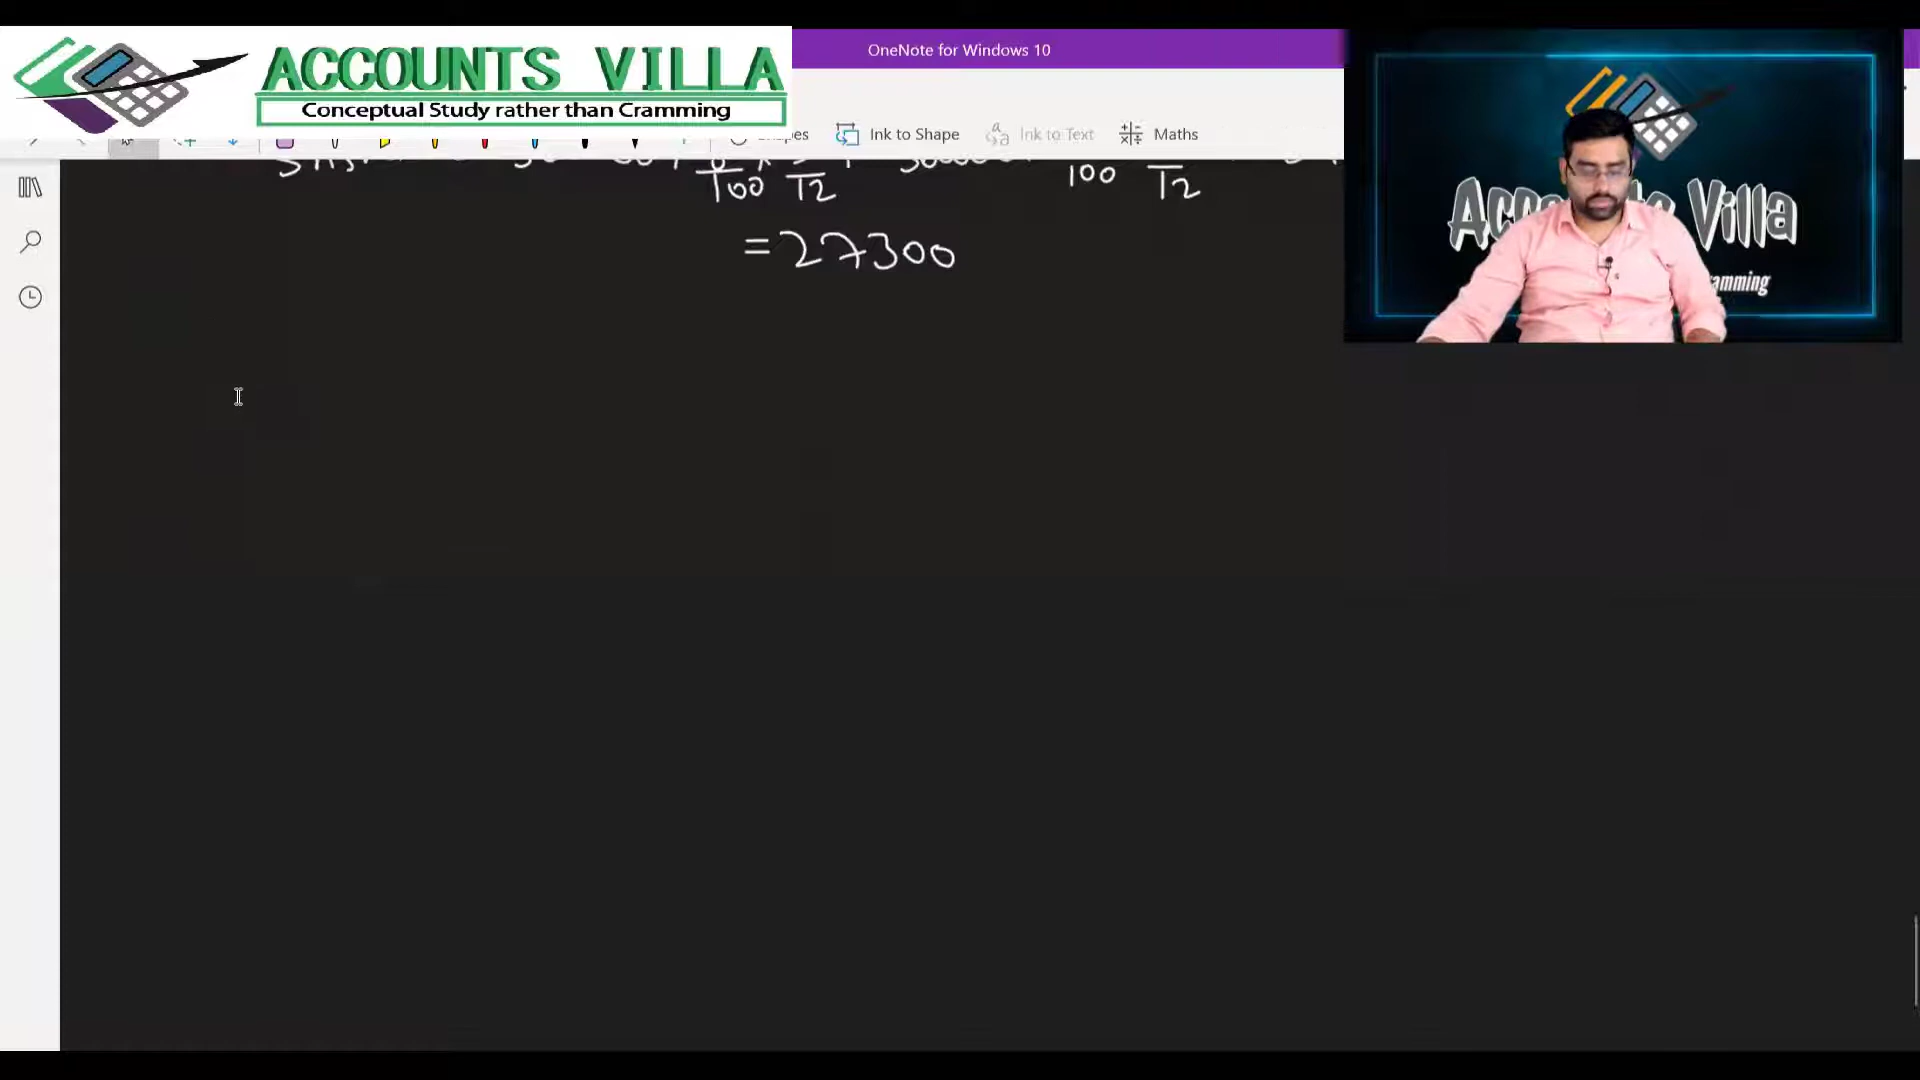 OneNote for Windows 10
ACCOUNTS VILLA
Conceptual Study rather than Cramming
Ink to Shape
Ink to Text
Maths
Villa
100 12 100 12
= 27300